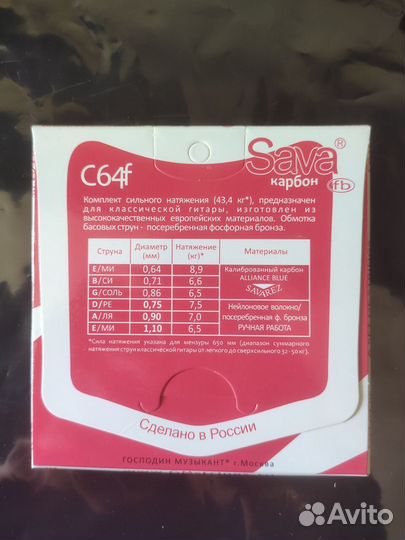 Sava®
карбон
fb
C64f
Комплект сильного натяжения (43,4 кг*), предназначен
для классической гитары, изготовлен из
высококачественных европейских материалов. Обмотка
басовых струн - посеребренная фосфорная бронза.
Струна Диаметр (мм) Натяжение (кг)* Материалы
E/МИ 0,64 8,9 Калиброванный карбон
B/СИ 0,71 6,6 ALLIANCE BLUE
G/СОЛЬ 0,86 6,5 SAVAREZ
D/РЕ 0,75 7,5 Нейлоновое волокно/
A/ЛЯ 0,90 7,0 посеребренная ф. бронза
E/МИ 1,10 6,5 РУЧНАЯ РАБОТА
*Сила натяжения указана для мензуры 650 мм (диапазон суммарного
натяжения струн классической гитары от легкого до сверхсильного 32-50 кг).
Сделано в России
ГОСПОДИН МУЗЫКАНТ® г.Москва
Avito